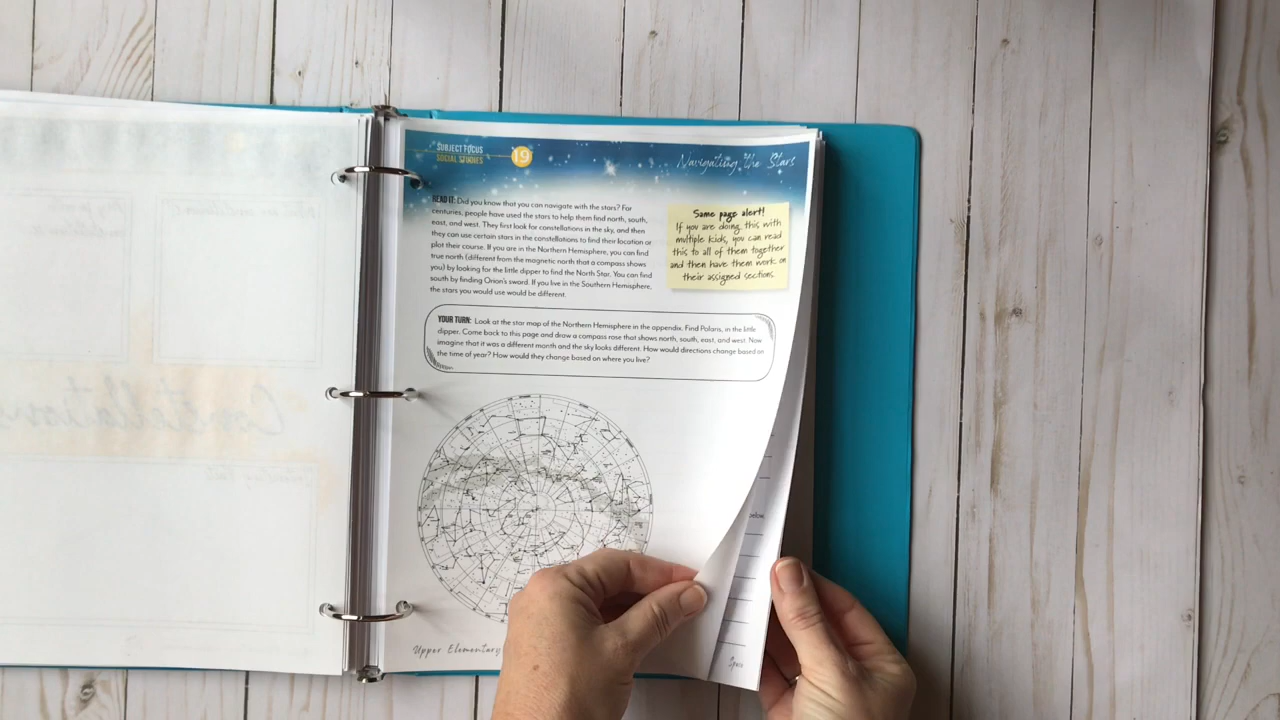 SUBJECT FOCUS
SOCIAL STUDIES
19
Navigating the Stars
READ IT: Did you know that you can navigate with the stars? For
centuries, people have used the stars to help them find north, south,
east, and west. They first look for constellations in the sky, and then
they can use certain stars in the constellations to find their location or
plot their course. If you are in the Northern Hemisphere, you can find
true north (different from the magnetic north that a compass shows
you) by looking for the little dipper to find the North Star. You can find
south by finding Orion's sword. If you live in the Southern Hemisphere,
the stars you would use would be different.
Same page alert!
If you are doing this with
multiple kids, you can read
this to all of them together
and then have them work on
their assigned sections
YOUR TURN: Look at the star map of the Northern Hemisphere in the appendix. Find Polaris, in the little
dipper. Come back to this page and draw a compass rose that shows north, south, east, and west. Now
imagine that it was a different month and the sky looks different. How would directions change based on
the time of year? How would they change based on where you live?
below.
Upper Elementary
Space
Constellations